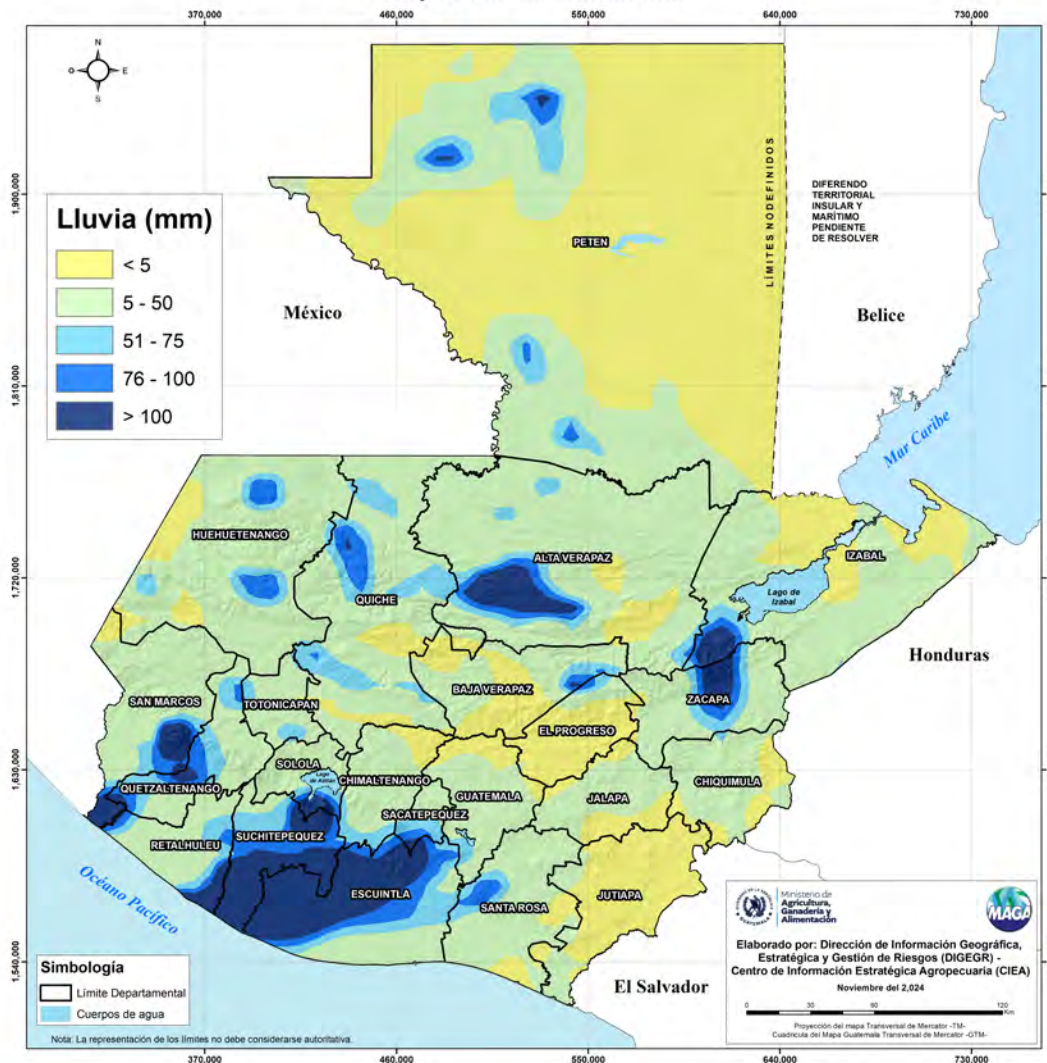 370,000
460,000
550,000
640,000
730,000
N
O
E
S
1,900,000
1,810,000
1,720,000
1,630,000
1,540,000
Lluvia (mm)
< 5
5 - 50
51 - 75
76 - 100
> 100
México
PETEN
LÍMITES NODEFINIDOS
DIFERENDO
TERRITORIAL
INSULAR Y
MARÍTIMO
PENDIENTE
DE RESOLVER
Belice
Mar Caribe
HUEHUETENANGO
QUICHE
ALTA VERAPAZ
IZABAL
Lago de
Izabal
Honduras
SAN MARCOS
TOTONICAPAN
BAJA VERAPAZ
ZACAPA
EL PROGRESO
SOLOLA
Lago
de Atitlán
CHIMALTENANGO
QUETZALTENANGO
GUATEMALA
JALAPA
CHIQUIMULA
SACATEPEQUEZ
RETALHULEU
SUCHITEPEQUEZ
ESCUINTLA
SANTA ROSA
JUTIAPA
Océano Pacífico
El Salvador
Simbología
Límite Departamental
Cuerpos de agua
Nota: La representación de los límites no debe considerarse autoritativa.
Ministerio de
Agricultura,
Ganadería y
Alimentación
MAGA
Elaborado por: Dirección de Información Geográfica,
Estratégica y Gestión de Riesgos (DIGEGR) -
Centro de Información Estratégica Agropecuaria (CIEA)
Noviembre del 2,024
0
30
60
120
Km
Proyección del mapa Transversal de Mercator -TM-
Cuadrícula del Mapa Guatemala Transversal de Mercator -GTM-
370,000
460,000
550,000
640,000
730,000